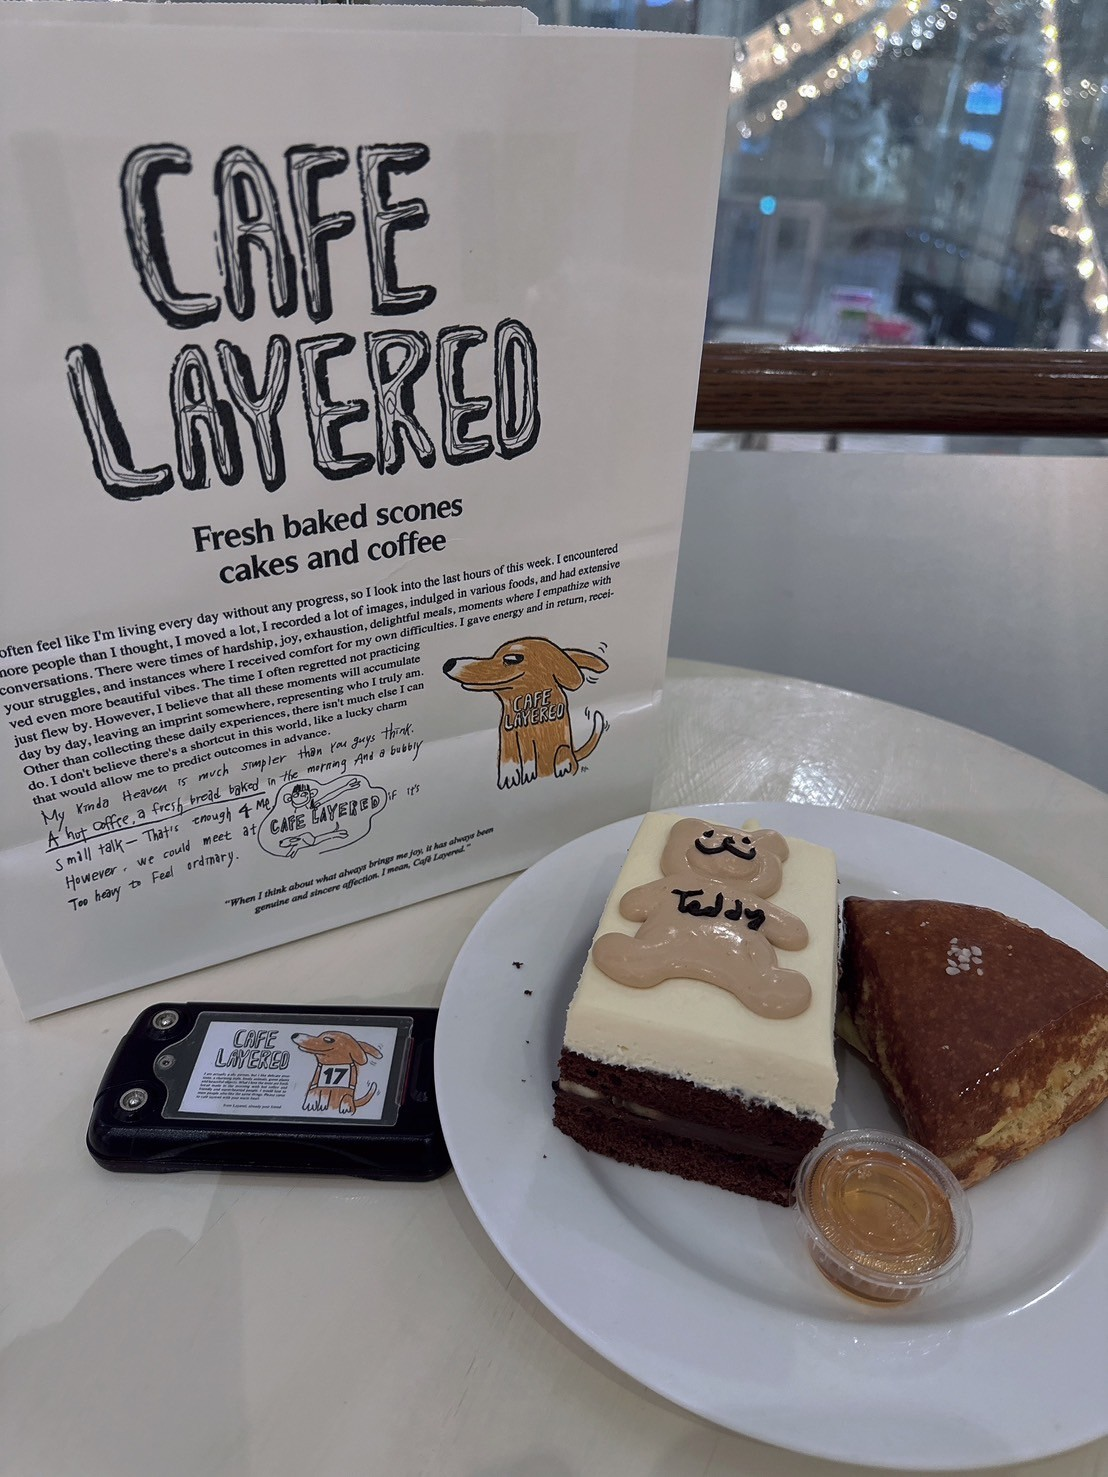 CAFE
LAYERED
Fresh baked scones
cakes and coffee
often feel like I'm living every day without any progress, so I look into the last hours of this week. I encountered
more people than I thought, I moved a lot, I recorded a lot of images, indulged in various foods, and had extensive
conversations. There were times of hardship, joy, exhaustion, delightful meals, moments where I empathize with
your struggles, and instances where I received comfort for my own difficulties. I gave energy and in return, recei-
ved even more beautiful vibes. The time I often regretted not practicing
just flew by. However, I believe that all these moments will accumulate
day by day, leaving an imprint somewhere, representing who I truly am.
Other than collecting these daily experiences, there isn't much else I can
do. I don't believe there's a shortcut in this world, like a lucky charm
that would allow me to predict outcomes in advance.
CAFE
LAYERED
My Kinda Heaven is much simpler than you guys think.
A hot coffee, a fresh bread baked in the morning And a bubbly
small talk — That's enough 4 Me
However, we could meet at CAFE LAYERED if it's
Too heavy to Feel ordinary.
"When I think about what always brings me joy, it has always been
genuine and sincere affection. I mean, Café Layered."
Teddy
CAFE
LAYERED
17